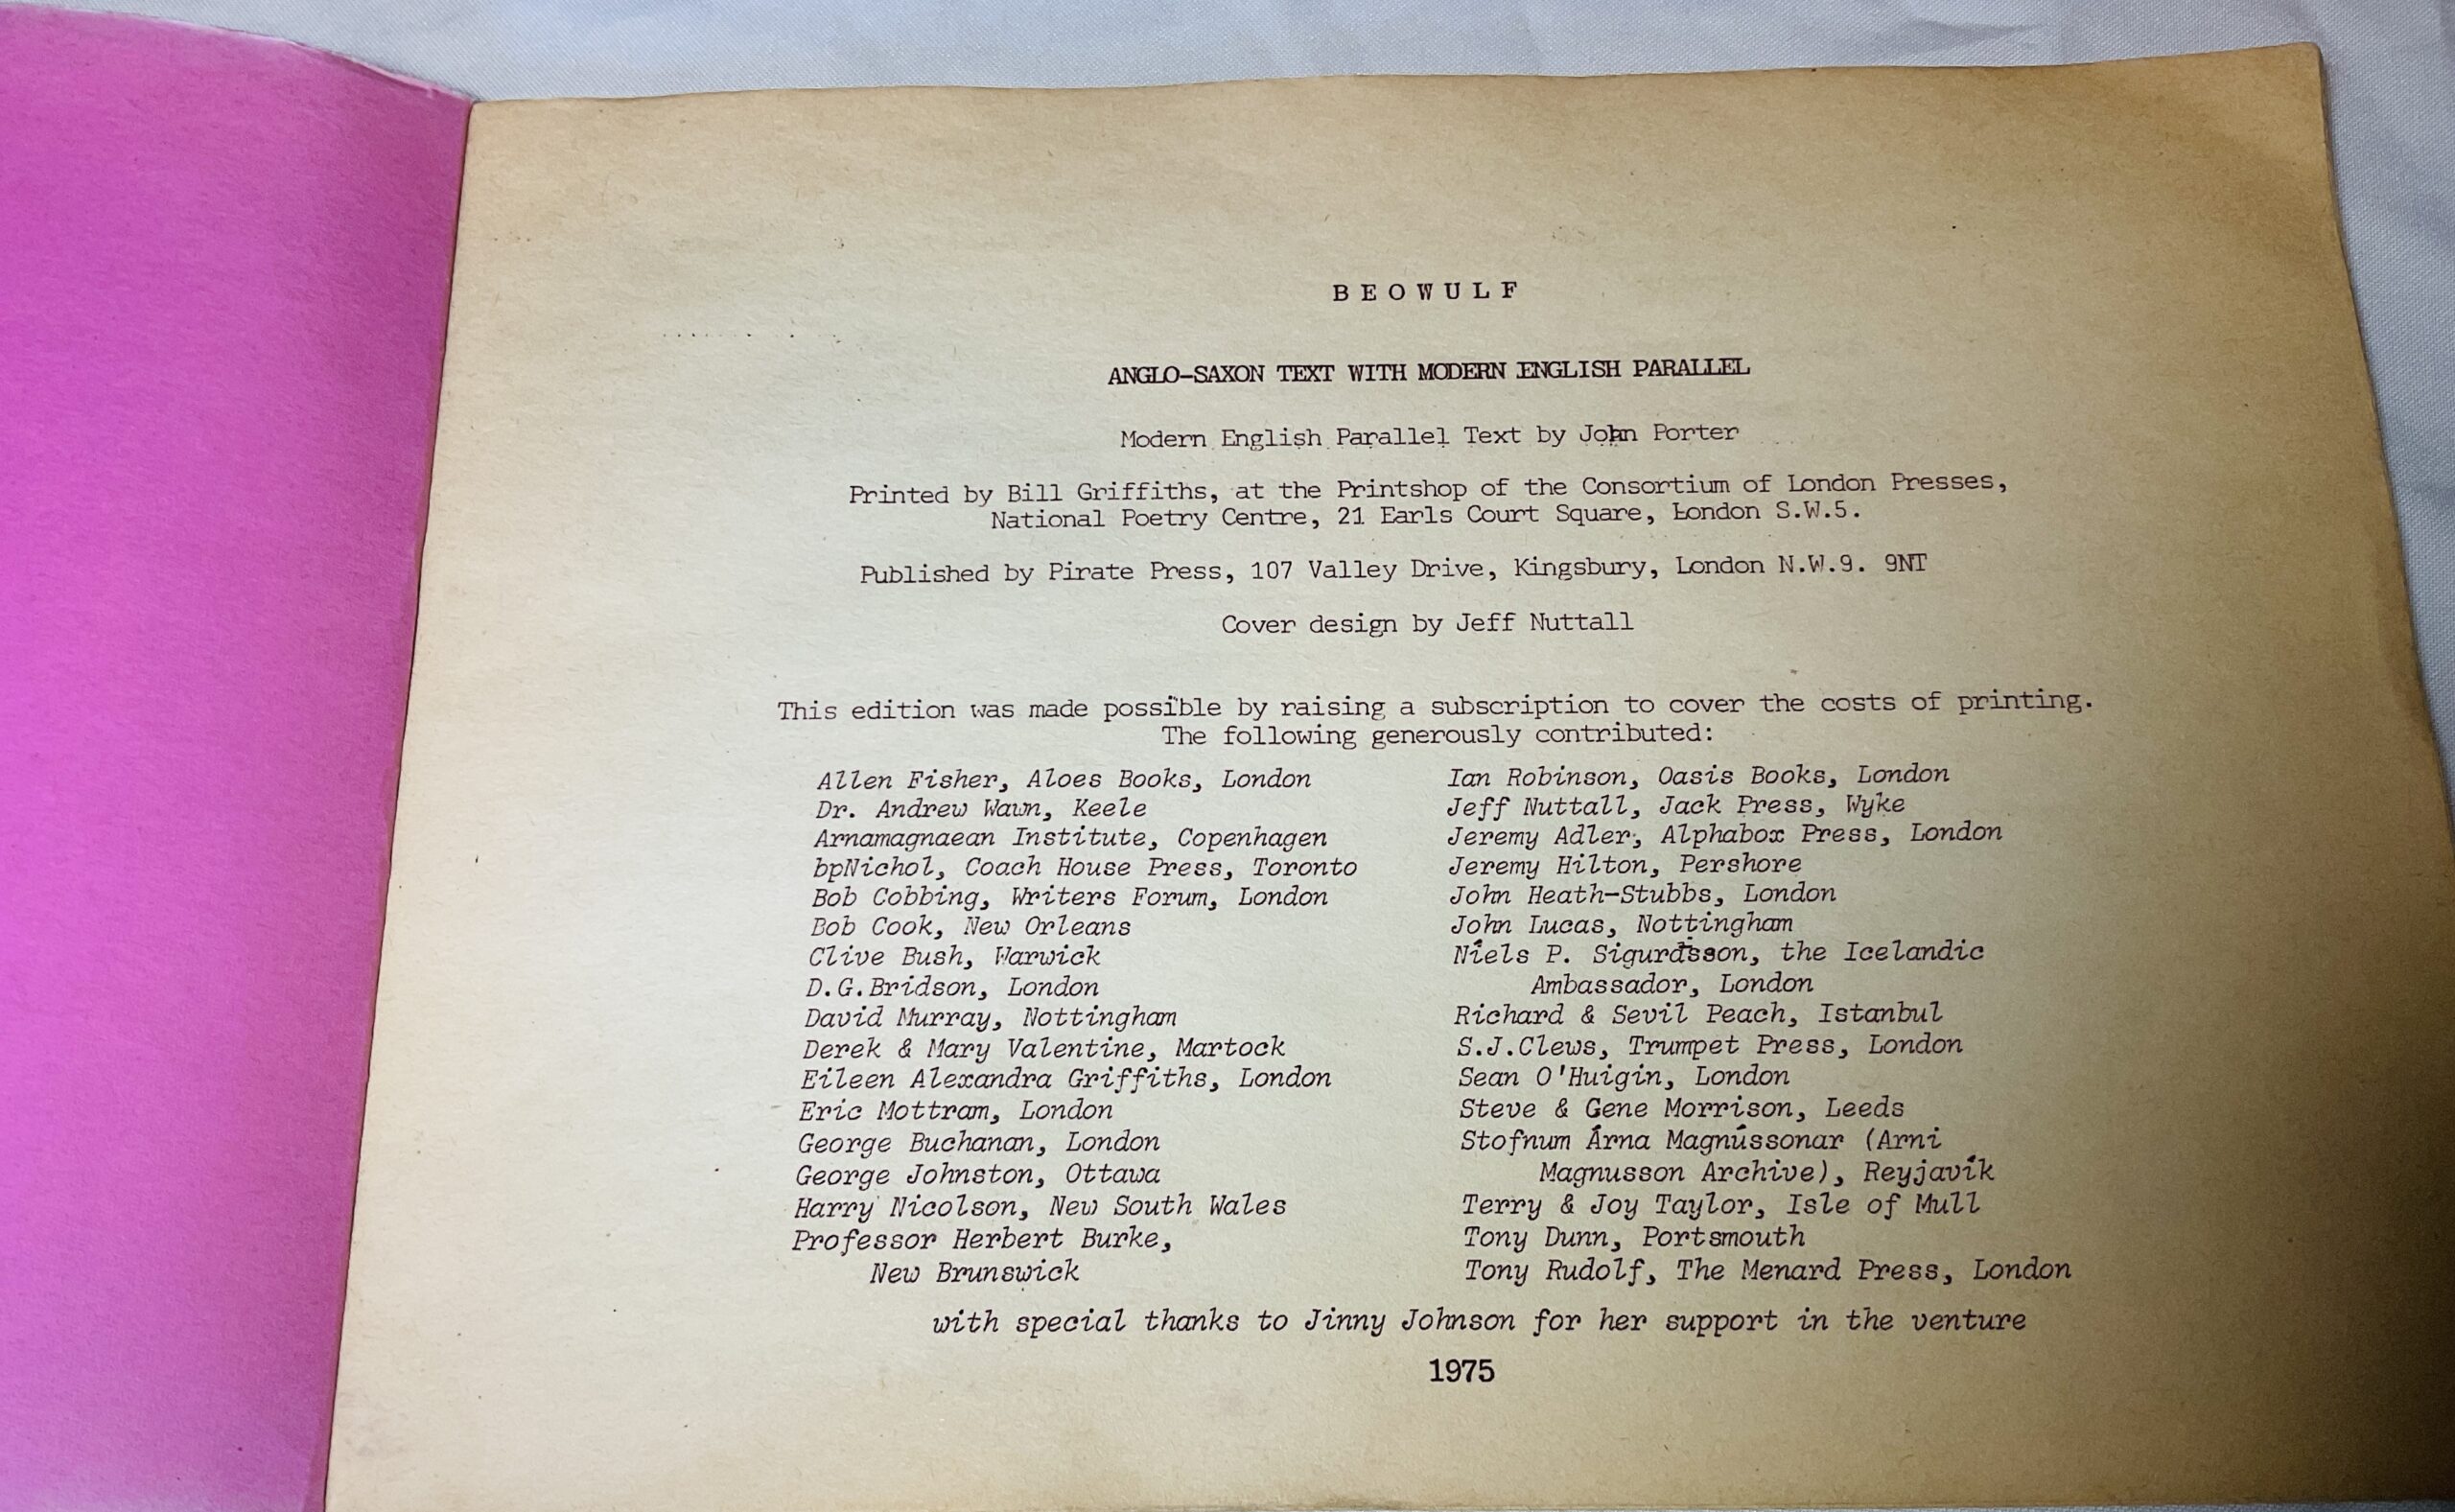 BEOWULF
ANGLO-SAXON TEXT WITH MODERN ENGLISH PARALLEL
Modern English Parallel Text by John Porter
Printed by Bill Griffiths, at the Printshop of the Consortium of London Presses,
National Poetry Centre, 21 Earls Court Square, London S.W.5.
Published by Pirate Press, 107 Valley Drive, Kingsbury, London N.W.9. 9NT
Cover design by Jeff Nuttall
This edition was made possible by raising a subscription to cover the costs of printing.
The following generously contributed:
Allen Fisher, Aloes Books, London
Dr. Andrew Wawn, Keele
Arnamagnaean Institute, Copenhagen
bpNichol, Coach House Press, Toronto
Bob Cobbing, Writers Forum, London
Bob Cook, New Orleans
Clive Bush, Warwick
D.G.Bridson, London
David Murray, Nottingham
Derek & Mary Valentine, Martock
Eileen Alexandra Griffiths, London
Eric Mottram, London
George Buchanan, London
George Johnston, Ottawa
Harry Nicolson, New South Wales
Professor Herbert Burke,
New Brunswick
Ian Robinson, Oasis Books, London
Jeff Nuttall, Jack Press, Wyke
Jeremy Adler, Alphabox Press, London
Jeremy Hilton, Pershore
John Heath-Stubbs, London
John Lucas, Nottingham
Níels P. Sigurdsson, the Icelandic
Ambassador, London
Richard & Sevil Peach, Istanbul
S.J.Clews, Trumpet Press, London
Sean O'Huigin, London
Steve & Gene Morrison, Leeds
Stofnum Árna Magnússonar (Arni
Magnusson Archive), Reyjavík
Terry & Joy Taylor, Isle of Mull
Tony Dunn, Portsmouth
Tony Rudolf, The Menard Press, London
with special thanks to Jinny Johnson for her support in the venture
1975